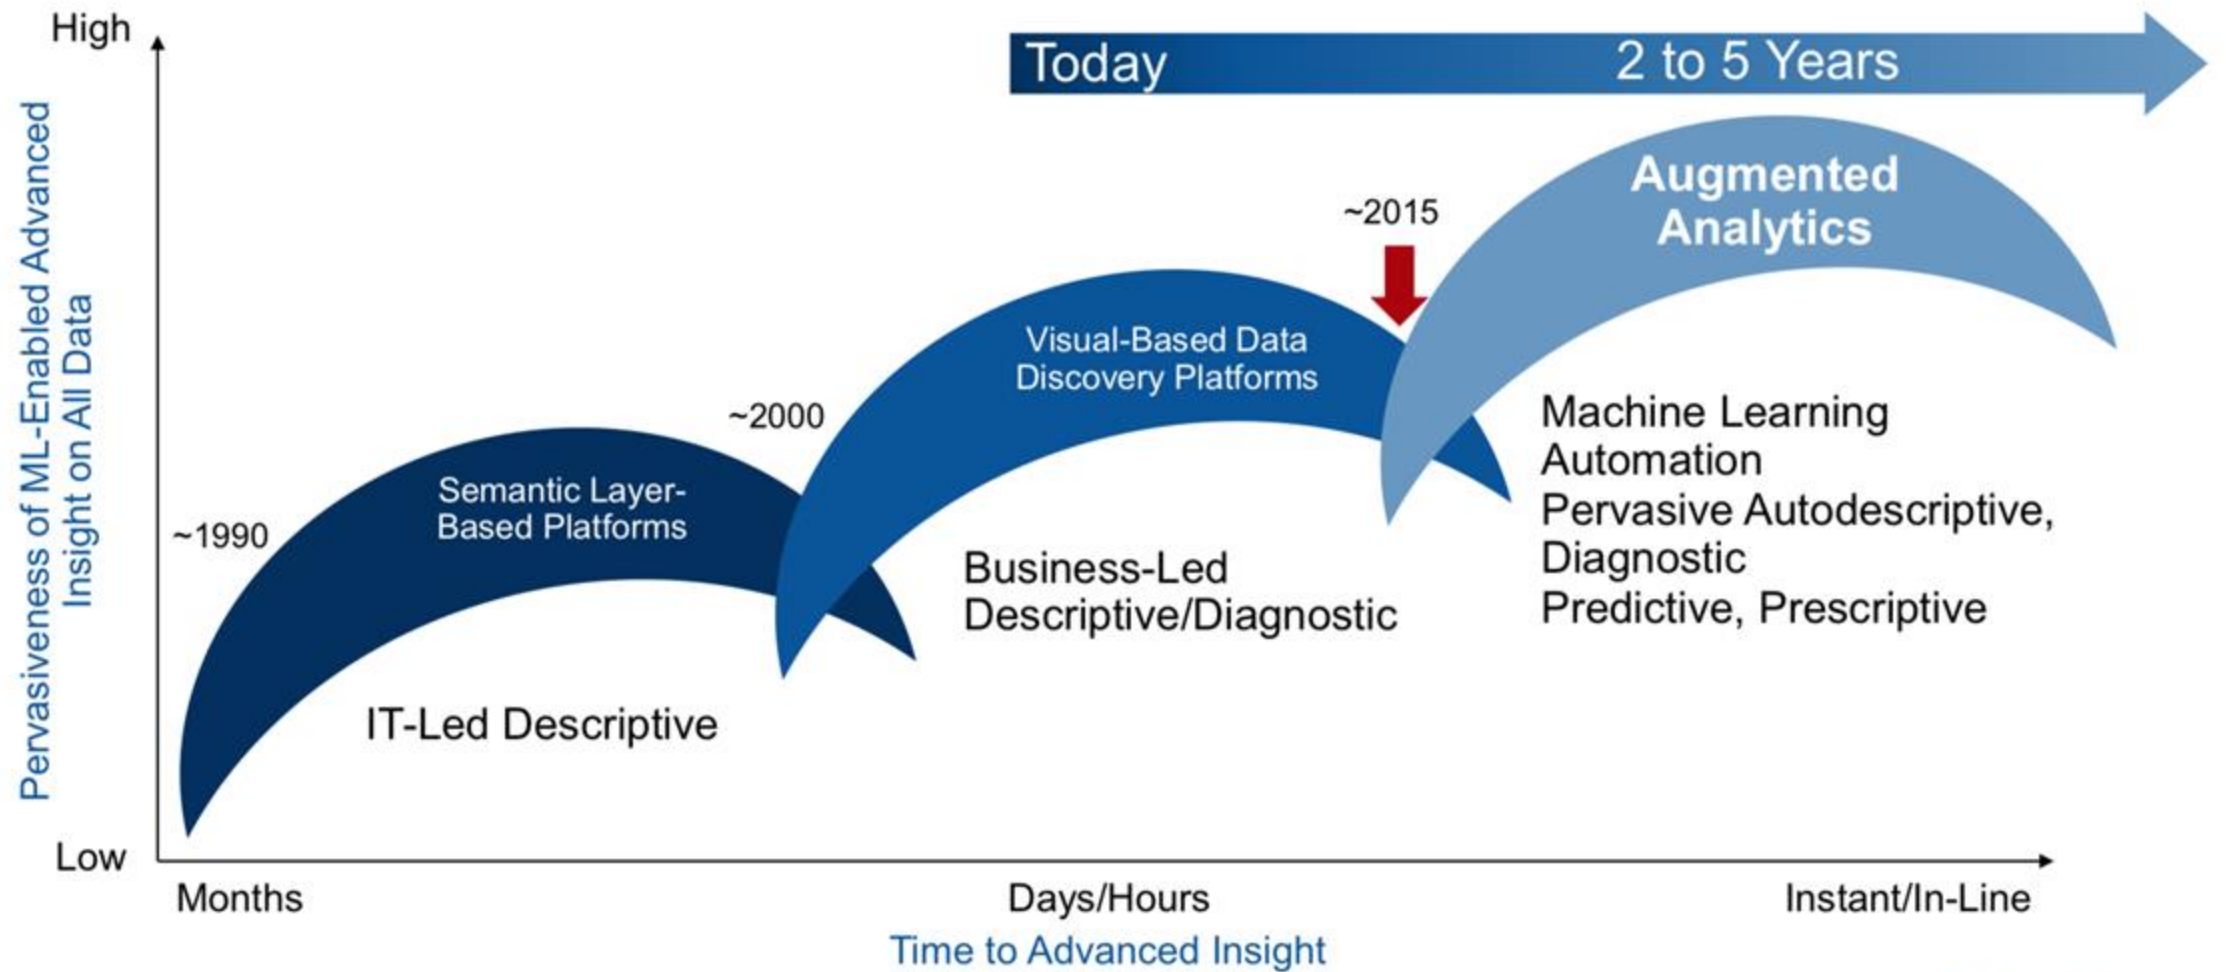 High
Today
2 to 5 Years
Pervasiveness of ML-Enabled Advanced
Insight on All Data
Augmented
Analytics
~2015
Visual-Based Data
Discovery Platforms
~2000
Semantic Layer-
Based Platforms
~1990
Machine Learning
Automation
Pervasive Autodescriptive,
Diagnostic
Predictive, Prescriptive
Business-Led
Descriptive/Diagnostic
IT-Led Descriptive
Low
Months
Days/Hours
Instant/In-Line
Time to Advanced Insight